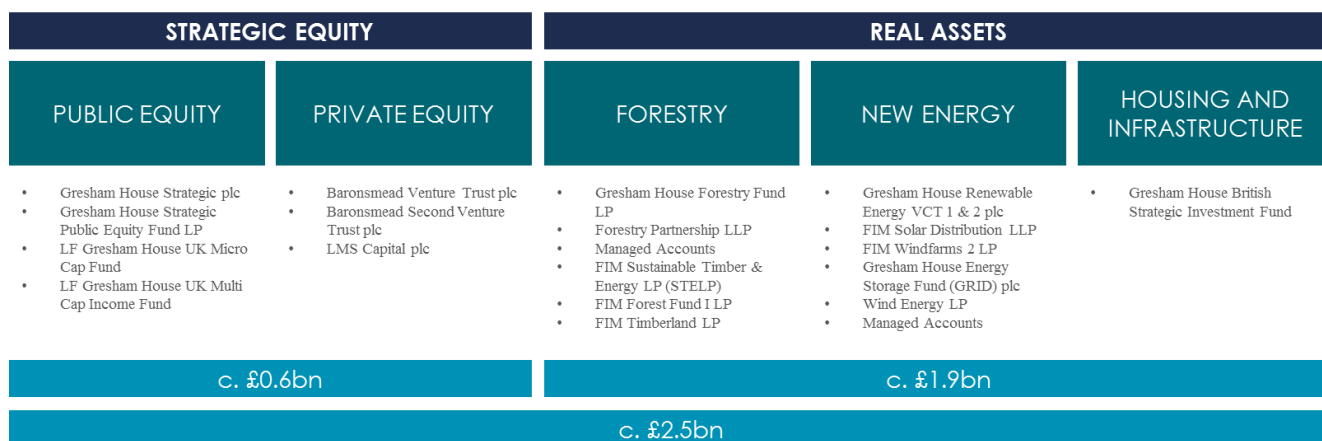 STRATEGIC EQUITY
REAL ASSETS
PUBLIC EQUITY
PRIVATE EQUITY
FORESTRY
NEW ENERGY
HOUSING AND
INFRASTRUCTURE
• Gresham House Strategic plc
• Gresham House Strategic
Public Equity Fund LP
• LF Gresham House UK Micro
Cap Fund
• LF Gresham House UK Multi
Cap Income Fund
• Baronsmead Venture Trust plc
• Baronsmead Second Venture
Trust plc
• LMS Capital plc
• Gresham House Forestry Fund
LP
• Forestry Partnership LLP
• Managed Accounts
• FIM Sustainable Timber &
Energy LP (STELP)
• FIM Forest Fund I LP
• FIM Timberland LP
• Gresham House Renewable
Energy VCT 1 & 2 plc
• FIM Solar Distribution LLP
• FIM Windfarms 2 LP
• Gresham House Energy
Storage Fund (GRID) plc
• Wind Energy LP
• Managed Accounts
• Gresham House British
Strategic Investment Fund
c. £0.6bn
c. £1.9bn
c. £2.5bn